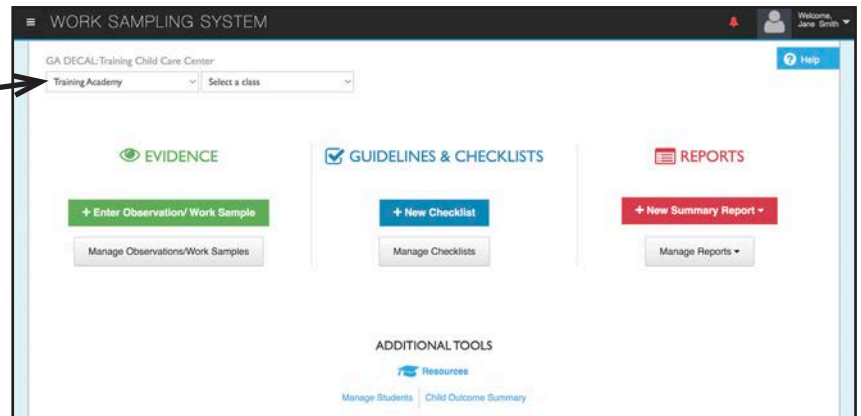 ≡ WORK SAMPLING SYSTEM
Welcome,
Jane Smith
GA DECAL:Training Child Care Center
? Help
Training Academy
Select a class
EVIDENCE
GUIDELINES & CHECKLISTS
REPORTS
+ Enter Observation/ Work Sample
+ New Checklist
+ New Summary Report
Manage Observations/Work Samples
Manage Checklists
Manage Reports
ADDITIONAL TOOLS
Resources
Manage Students | Child Outcome Summary